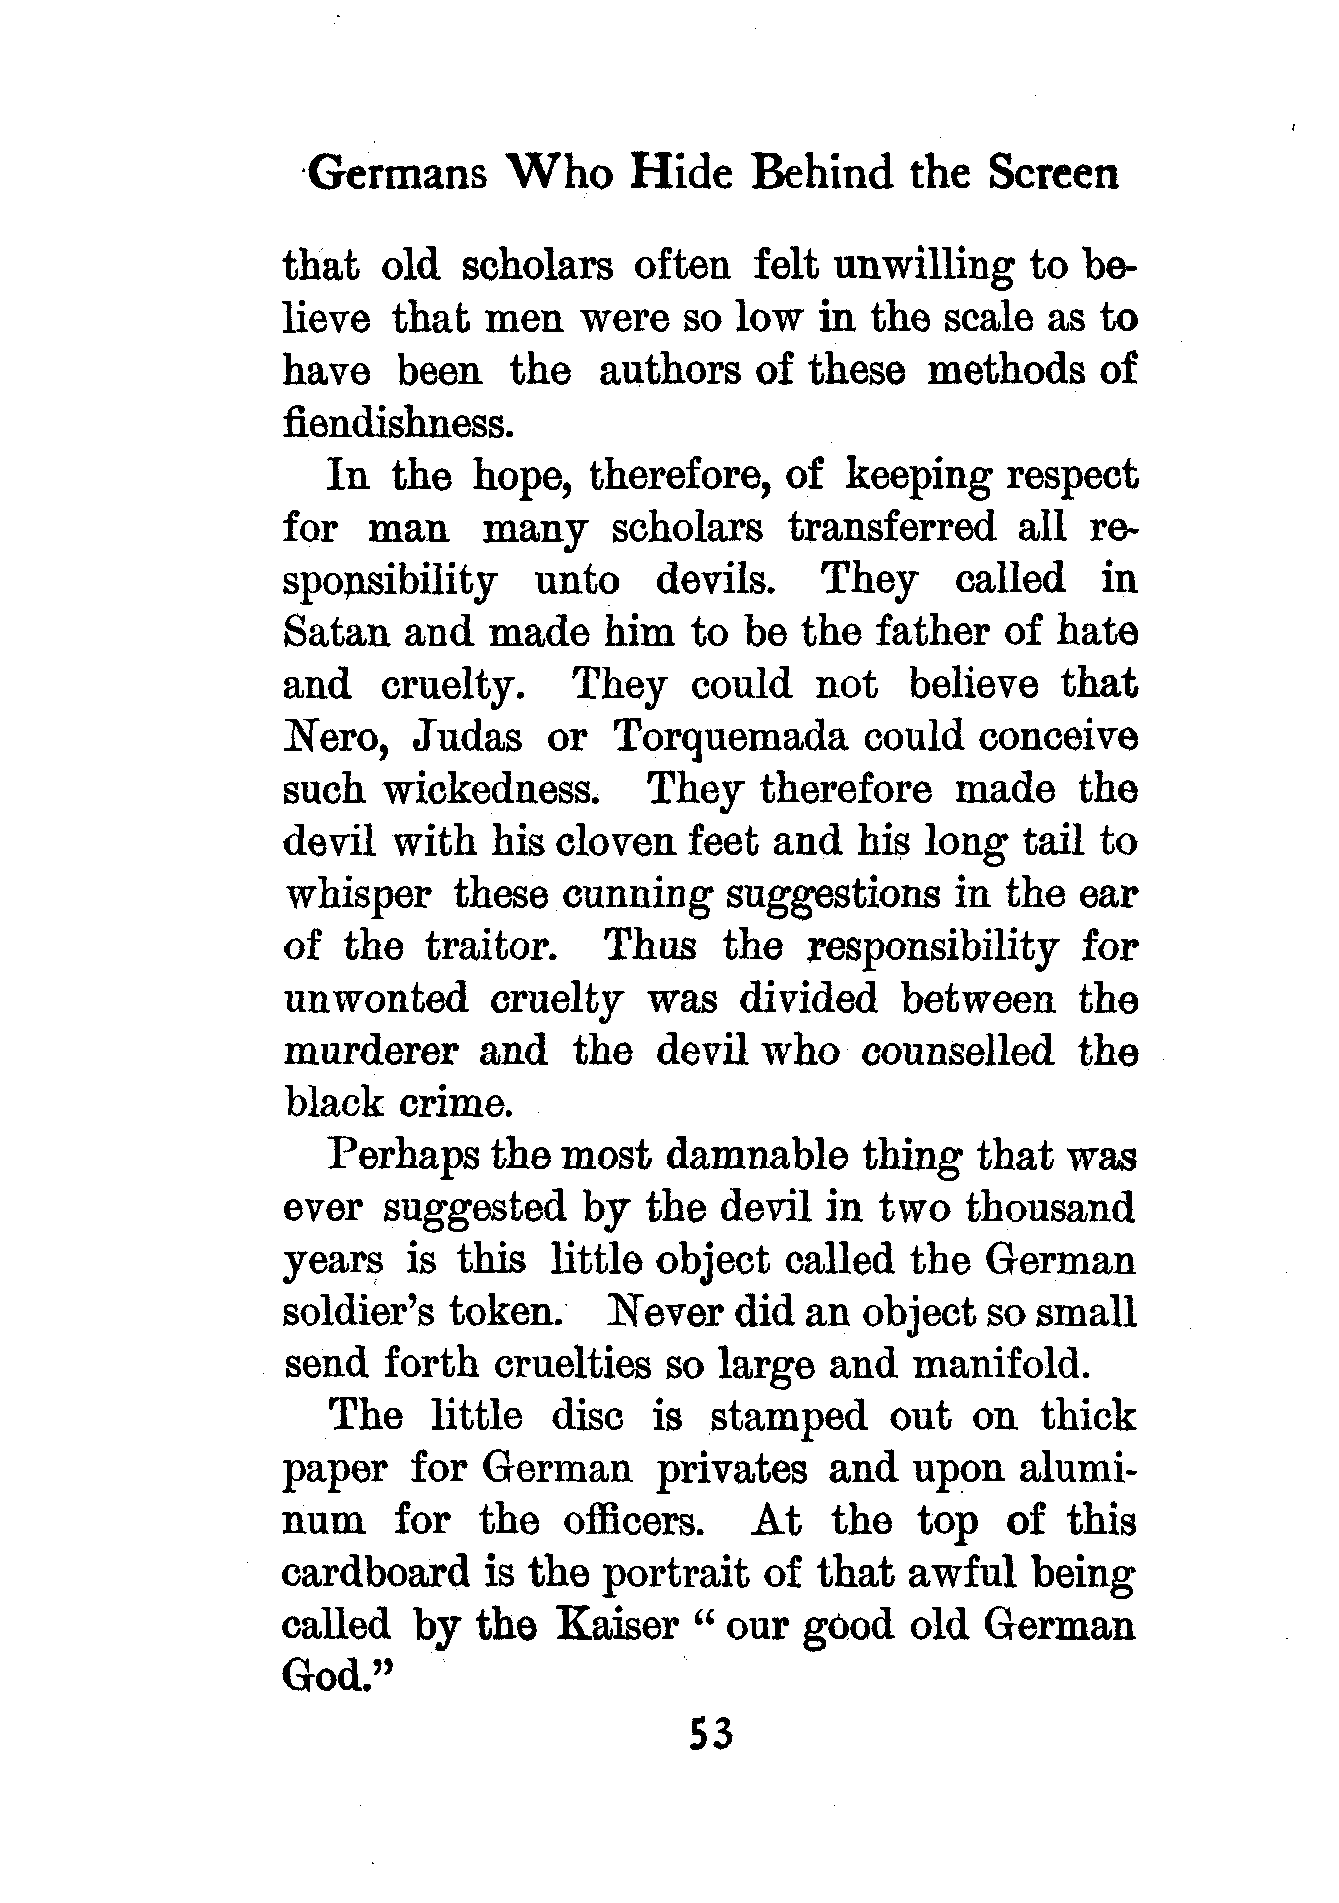 Germans Who Hide Behind the Screen
that old scholars often felt unwilling to be-
lieve that men were so low in the scale as to
have been the authors of these methods of
fiendishness.
In the hope, therefore, of keeping respect
for man many scholars transferred all re-
sponsibility unto devils. They called in
Satan and made him to be the father of hate
and cruelty. They could not believe that
Nero, Judas or Torquemada could conceive
such wickedness. They therefore made the
devil with his cloven feet and his long tail to
whisper these cunning suggestions in the ear
of the traitor. Thus the responsibility for
unwonted cruelty was divided between the
murderer and the devil who counselled the
black crime.
Perhaps the most damnable thing that was
ever suggested by the devil in two thousand
years is this little object called the German
soldier's token. Never did an object so small
send forth cruelties so large and manifold.
The little disc is stamped out on thick
paper for German privates and upon alumi-
num for the officers. At the top of this
cardboard is the portrait of that awful being
called by the Kaiser “ our good old German
God.”
53